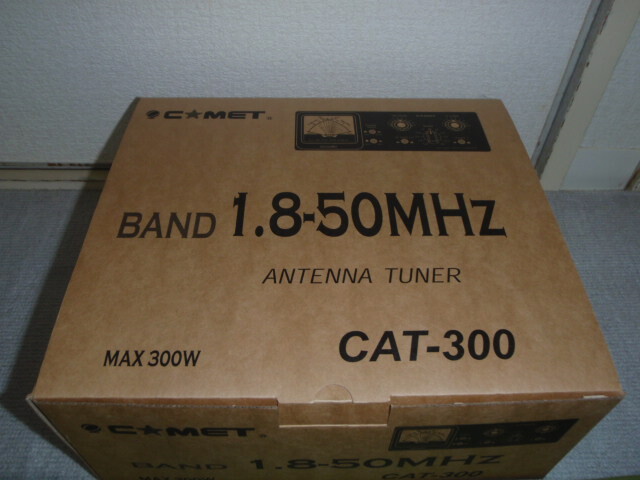 C★MET®
BAND 1.8-50MHz
ANTENNA TUNER
MAX 300W
CAT-300
C★MET®
BAND 1.8-50MHz
CAT-300